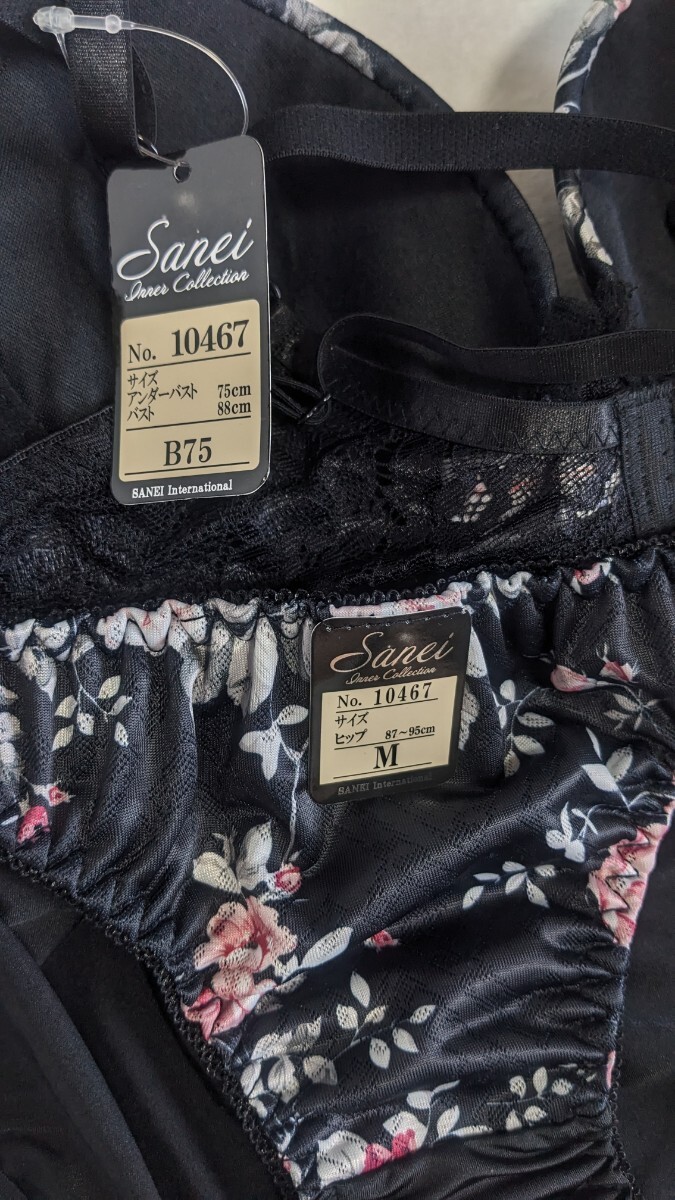 Sanei
Inner Collection
No. 10467
サイズ
アンダーバスト 75cm
バスト 88cm
B75
SANEI International
Sanei
Inner Collection
No. 10467
サイズ
ヒップ 87～95cm
M
SANEI International